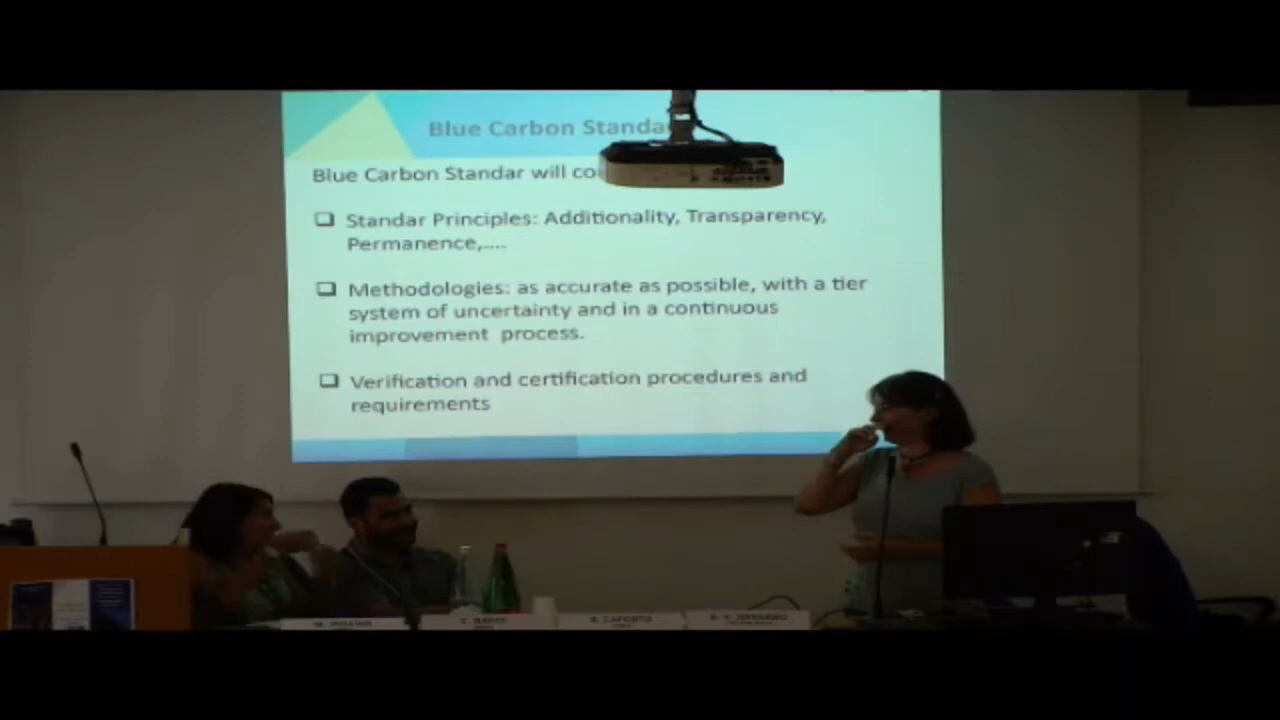 Blue Carbon Standa
Blue Carbon Standar will co
❑ Standar Principles: Additionality, Transparency,
Permanence,....
❑ Methodologies: as accurate as possible, with a tier
system of uncertainty and in a continuous
improvement process.
❑ Verification and certification procedures and
requirements